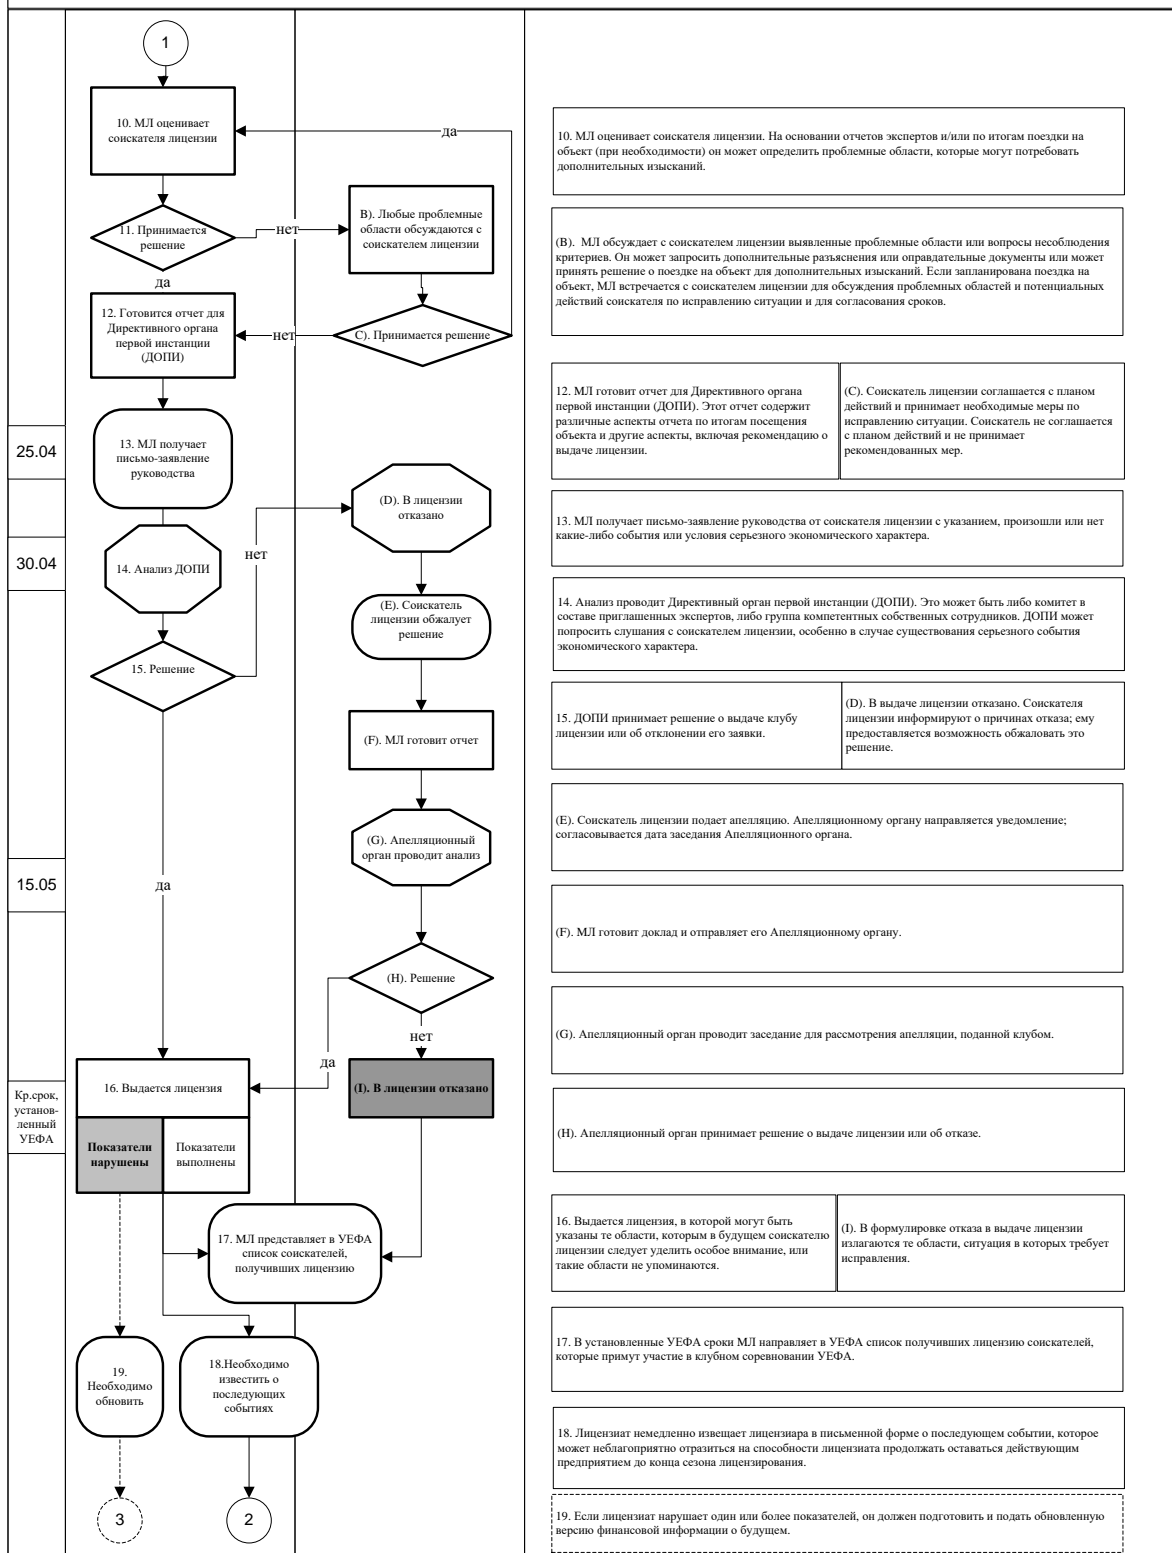 1
10. МЛ оценивает
соискателя лицензии
да
11. Принимается
решение
нет
B). Любые проблемные
области обсуждаются с
соискателем лицензии
да
12. Готовится отчет для
Директивного органа
первой инстанции
(ДОПИ)
нет
C). Принимается решение
25.04
13. МЛ получает
письмо-заявление
руководства
(D). В лицензии
отказано
30.04
14. Анализ ДОПИ
нет
(E). Соискатель
лицензии обжалует
решение
15. Решение
(F). МЛ готовит отчет
(G). Апелляционный
орган проводит анализ
15.05
да
(H). Решение
нет
да
16. Выдается лицензия
(I). В лицензии отказано
Кр.срок,
установ-
ленный
УЕФА
Показатели
нарушены
Показатели
выполнены
17. МЛ представляет в УЕФА
список соискателей,
получивших лицензию
19.
Необходимо
обновить
18.Необходимо
известить о
последующих
событиях
3
2
10. МЛ оценивает соискателя лицензии. На основании отчетов экспертов и/или по итогам поездки на
объект (при необходимости) он может определить проблемные области, которые могут потребовать
дополнительных изысканий.
(B).  МЛ обсуждает с соискателем лицензии выявленные проблемные области или вопросы несоблюдения
критериев. Он может запросить дополнительные разъяснения или оправдательные документы или может
принять решение о поездке на объект для дополнительных изысканий. Если запланирована поездка на
объект, МЛ встречается с соискателем лицензии для обсуждения проблемных областей и потенциальных
действий соискателя по исправлению ситуации и для согласования сроков.
12. МЛ готовит отчет для Директивного органа
первой инстанции (ДОПИ). Этот отчет содержит
различные аспекты отчета по итогам посещения
объекта и другие аспекты, включая рекомендацию о
выдаче лицензии.
(C). Соискатель лицензии соглашается с планом
действий и принимает необходимые меры по
исправлению ситуации. Соискатель не соглашается
с планом действий и не принимает
рекомендованных мер.
13. МЛ получает письмо-заявление руководства от соискателя лицензии с указанием, произошли или нет
какие-либо события или условия серьезного экономического характера.
14. Анализ проводит Директивный орган первой инстанции (ДОПИ). Это может быть либо комитет в
составе приглашенных экспертов, либо группа компетентных собственных сотрудников. ДОПИ может
попросить слушания с соискателем лицензии, особенно в случае существования серьезного события
экономического характера.
15. ДОПИ принимает решение о выдаче клубу
лицензии или об отклонении его заявки.
(D). В выдаче лицензии отказано. Соискателя
лицензии информируют о причинах отказа; ему
предоставляется возможность обжаловать это
решение.
(E). Соискатель лицензии подает апелляцию. Апелляционному органу направляется уведомление;
согласовывается дата заседания Апелляционного органа.
(F). МЛ готовит доклад и отправляет его Апелляционному органу.
(G). Апелляционный орган проводит заседание для рассмотрения апелляции, поданной клубом.
(H). Апелляционный орган принимает решение о выдаче лицензии или об отказе.
16. Выдается лицензия, в которой могут быть
указаны те области, которым в будущем соискателю
лицензии следует уделить особое внимание, или
такие области не упоминаются.
(I). В формулировке отказа в выдаче лицензии
излагаются те области, ситуация в которых требует
исправления.
17. В установленные УЕФА сроки МЛ направляет в УЕФА список получивших лицензию соискателей,
которые примут участие в клубном соревновании УЕФА.
18. Лицензиат немедленно извещает лицензиара в письменной форме о последующем событии, которое
может неблагоприятно отразиться на способности лицензиата продолжать оставаться действующим
предприятием до конца сезона лицензирования.
19. Если лицензиат нарушает один или более показателей, он должен подготовить и подать обновленную
версию финансовой информации о будущем.